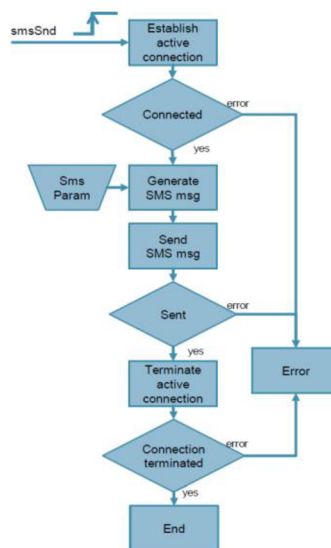 smsSnd
Establish
active
connection
Connected
error
yes
Sms
Param
Generate
SMS msg
Send
SMS msg
Sent
error
yes
Terminate
active
connection
Error
Connection
terminated
error
yes
End